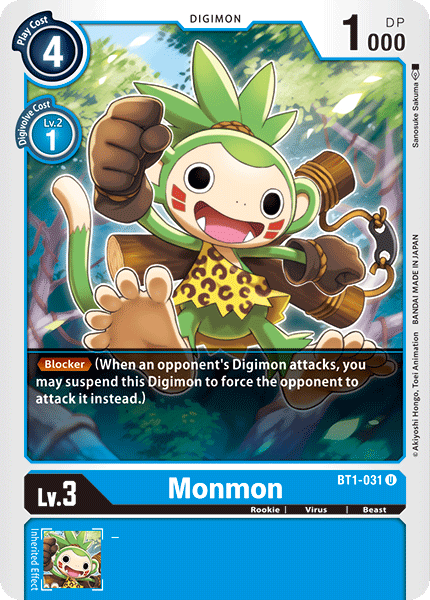 DIGIMON
Play Cost
4
DP
1000
Digivolve Cost
Lv.2
1
Sanosuke Sakuma
©Akiyoshi Hongo, Toei Animation BANDAI MADE IN JAPAN
Blocker (When an opponent's Digimon attacks, you
may suspend this Digimon to force the opponent to
attack it instead.)
BT1-031 U
Lv.3
Monmon
Rookie | Virus | Beast
Inherited Effect
–